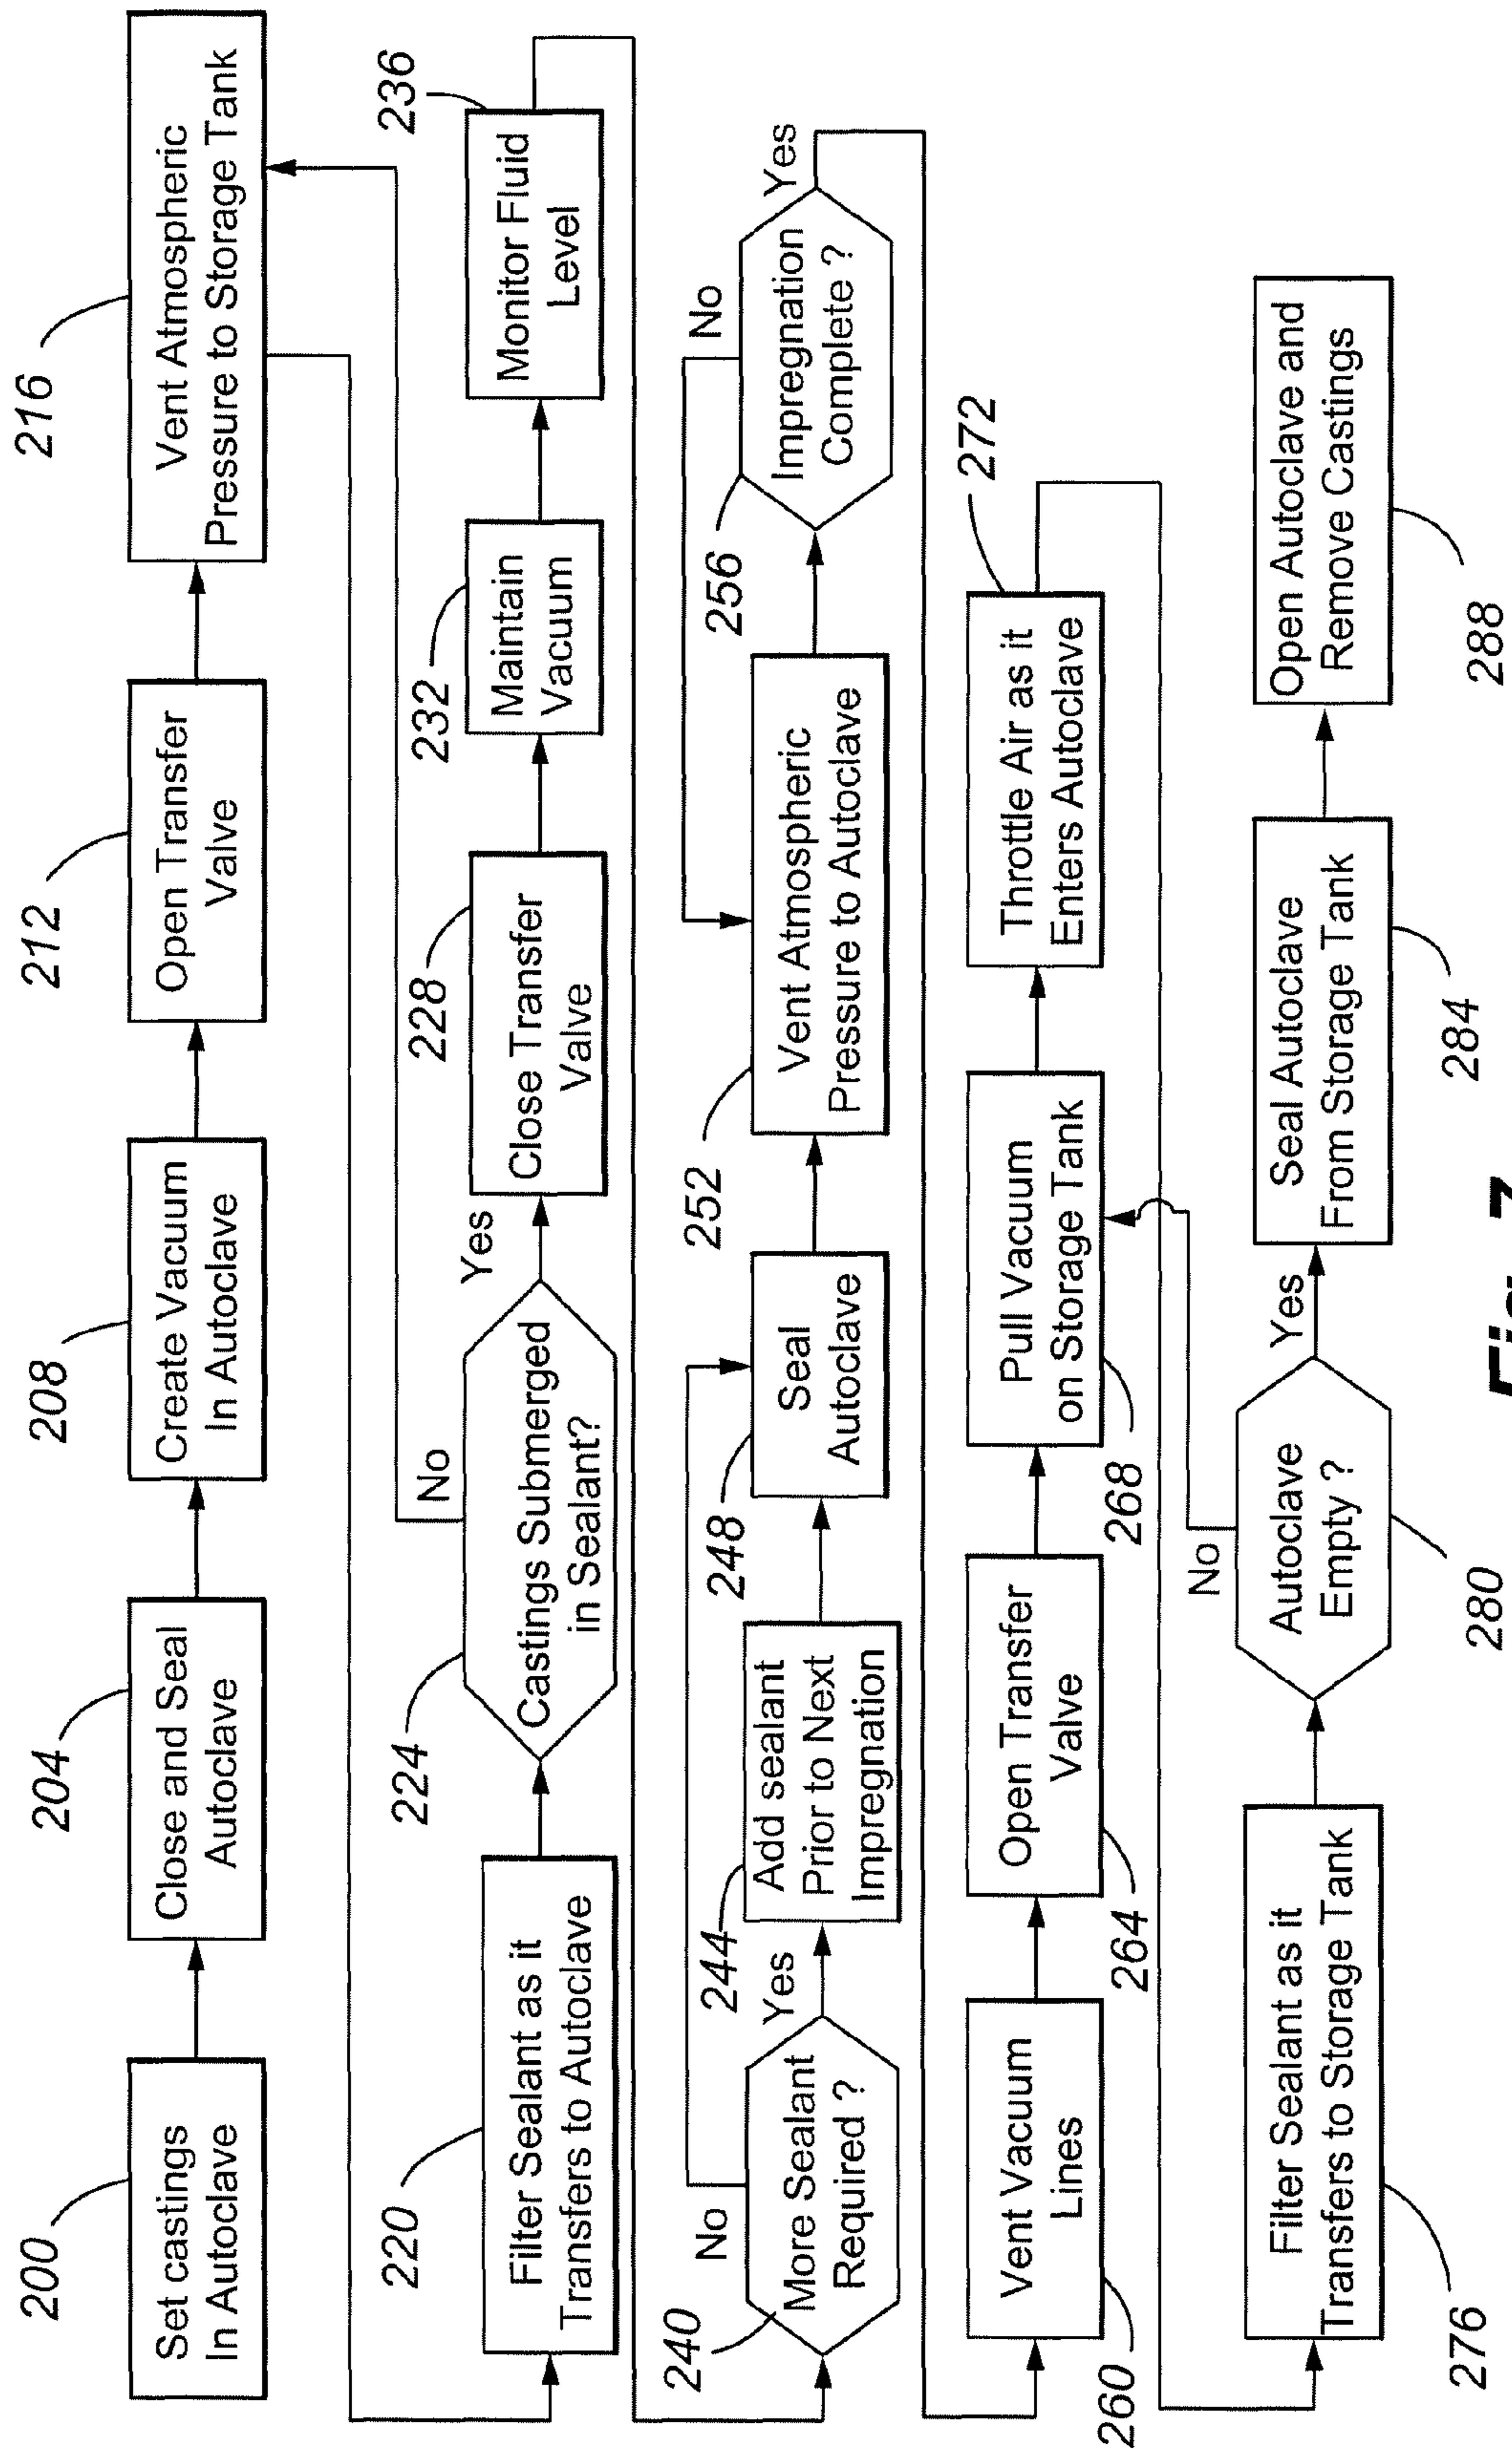 200
Set castings
In Autoclave
204
Close and Seal
Autoclave
208
Create Vacuum
In Autoclave
212
Open Transfer
Valve
216
Vent Atmospheric
Pressure to Storage Tank
220
Filter Sealant as it
Transfers to Autoclave
224
Castings Submerged
in Sealant?
No
Yes
228
Close Transfer
Valve
232
Maintain
Vacuum
236
Monitor Fluid
Level
240
More Sealant
Required ?
No
Yes
244
Add sealant
Prior to Next
Impregnation
248
Seal
Autoclave
252
Vent Atmospheric
Pressure to Autoclave
256
Impregnation
Complete ?
No
Yes
260
Vent Vacuum
Lines
264
Open Transfer
Valve
268
Pull Vacuum
on Storage Tank
272
Throttle Air as it
Enters Autoclave
276
Filter Sealant as it
Transfers to Storage Tank
280
Autoclave
Empty ?
No
Yes
284
Seal Autoclave
From Storage Tank
288
Open Autoclave and
Remove Castings